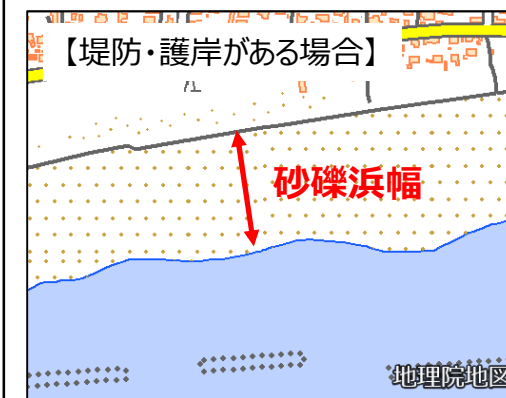 【堤防・護岸がある場合】
砂礫浜幅
地理院地図